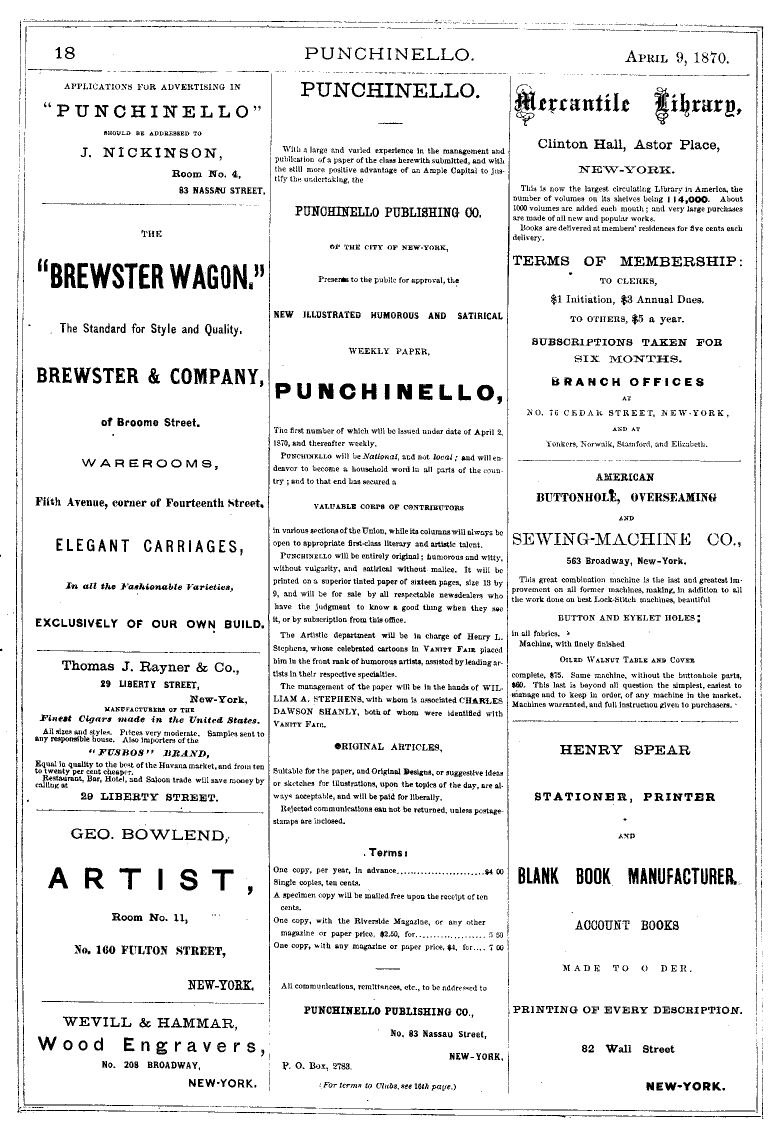 18
PUNCHINELLO.
APRIL 9, 1870.
APPLICATIONS FOR ADVERTISING IN
"PUNCHINELLO"
SHOULD BE ADDRESSED TO
J. NICKINSON,
Room No. 4,
83 NASSAU STREET.
THE
"BREWSTER WAGON."
The Standard for Style and Quality.
BREWSTER & COMPANY,
of Broome Street.
WAREROOMS,
Fifth Avenue, corner of Fourteenth Street.
ELEGANT CARRIAGES,
In all the Fashionable Varieties,
EXCLUSIVELY OF OUR OWN BUILD.
Thomas J. Rayner & Co.,
29 LIBERTY STREET,
New-York,
MANUFACTURERS OF THE
Finest Cigars made in the United States.
All sizes and styles. Prices very moderate. Samples sent to
any responsible house. Also importers of the
"FUSBOS" BRAND,
Equal in quality to the best of the Havana market, and from ten
to twenty per cent cheaper.
Restaurant, Bar, Hotel, and Saloon trade will save money by
calling at
29 LIBERTY STREET.
GEO. BOWLEND,
ARTIST,
Room No. 11,
No. 160 FULTON STREET,
NEW-YORK.
WEVILL & HAMMAR,
Wood Engravers,
No. 208 BROADWAY,
NEW-YORK.
PUNCHINELLO.
With a large and varied experience in the management and
publication of a paper of the class herewith submitted, and with
the still more positive advantage of an Ample Capital to jus-
tify the undertaking, the
PUNCHINELLO PUBLISHING CO.
OF THE CITY OF NEW-YORK,
Presents to the public for approval, the
NEW ILLUSTRATED HUMOROUS AND SATIRICAL
WEEKLY PAPER,
PUNCHINELLO,
The first number of which will be issued under date of April 2,
1870, and thereafter weekly.
PUNCHINELLO will be National, and not local; and will en-
deavor to become a household word in all parts of the coun-
try; and to that end has secured a
VALUABLE CORPS OF CONTRIBUTORS
in various sections of the Union, while its columns will always be
open to appropriate first-class literary and artistic talent.
PUNCHINELLO will be entirely original; humorous and witty,
without vulgarity, and satirical without malice. It will be
printed on a superior tinted paper of sixteen pages, size 13 by
9, and will be for sale by all respectable newsdealers who
have the judgment to know a good thing when they see
it, or by subscription from this office.
The Artistic department will be in charge of Henry L.
Stephens, whose celebrated cartoons in VANITY FAIR placed
him in the front rank of humorous artists, assisted by leading ar-
tists in their respective specialties.
The management of the paper will be in the hands of WIL-
LIAM A. STEPHENS, with whom is associated CHARLES
DAWSON SHANLY, both of whom were identified with
VANITY FAIR.
ORIGINAL ARTICLES,
Suitable for the paper, and Original Designs, or suggestive ideas
or sketches for illustrations, upon the topics of the day, are al-
ways acceptable, and will be paid for liberally.
Rejected communications can not be returned, unless postage-
stamps are inclosed.
Terms:
One copy, per year, in advance........................$4 00
Single copies, ten cents.
A specimen copy will be mailed free upon the receipt of ten
cents.
One copy, with the Riverside Magazine, or any other
magazine or paper price, $2.50, for................... 5 50
One copy, with any magazine or paper price, $4, for.... 7 00
All communications, remittances, etc., to be addressed to
PUNCHINELLO PUBLISHING CO.,
No. 83 Nassau Street,
NEW-YORK,
P. O. Box, 2783.
(For terms to Clubs, see 16th page.)
Mercantile Library,
Clinton Hall, Astor Place,
NEW-YORK.
This is now the largest circulating Library in America, the
number of volumes on its shelves being 114,000. About
1000 volumes are added each month; and very large purchases
are made of all new and popular works.
Books are delivered at members' residences for five cents each
delivery.
TERMS OF MEMBERSHIP:
TO CLERKS,
$1 Initiation, $3 Annual Dues.
TO OTHERS, $5 a year.
SUBSCRIPTIONS TAKEN FOR
SIX MONTHS.
BRANCH OFFICES
AT
NO. 76 CEDAR STREET, NEW-YORK,
AND AT
Yonkers, Norwalk, Stamford, and Elizabeth.
AMERICAN
BUTTONHOLE, OVERSEAMING
AND
SEWING-MACHINE CO.,
563 Broadway, New-York.
This great combination machine is the last and greatest im-
provement on all former machines, making, in addition to all
the work done on best Lock-Stitch machines, beautiful
BUTTON AND EYELET HOLES;
in all fabrics.
Machine, with finely finished
OILED WALNUT TABLE AND COVER
complete, $75. Same machine, without the buttonhole parts,
$60. This last is beyond all question the simplest, easiest to
manage and to keep in order, of any machine in the market.
Machines warranted, and full instruction given to purchasers.
HENRY SPEAR
STATIONER, PRINTER
AND
BLANK BOOK MANUFACTURER.
ACCOUNT BOOKS
MADE TO O DER.
PRINTING OF EVERY DESCRIPTION.
82 Wall Street
NEW-YORK.